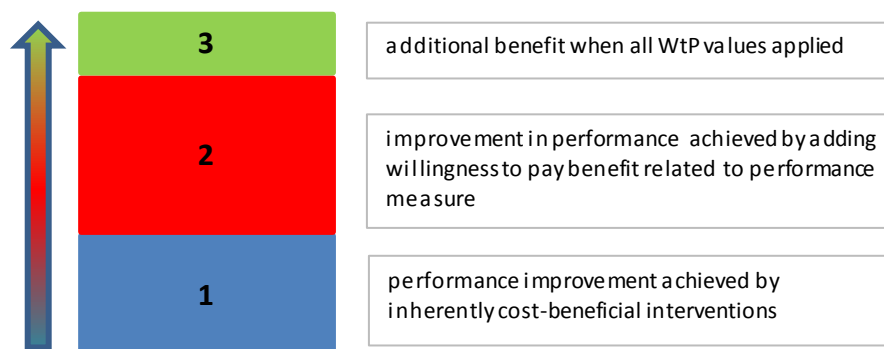 3
additional benefit when all WtP values applied
2
improvement in performance achieved by adding
willingness to pay benefit related to performance
measure
1
performance improvement achieved by
inherently cost-beneficial interventions